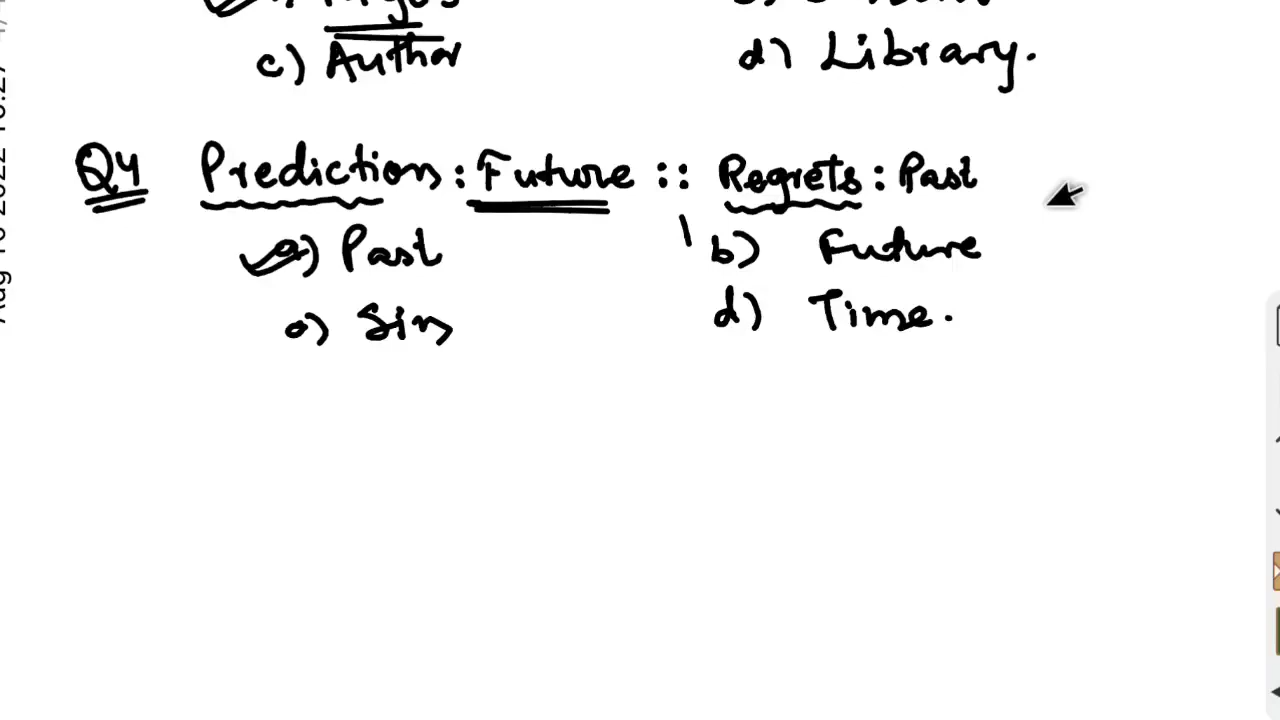 c) Author d) Library.
Q4 Prediction : Future :: Regrets : Past
a) Past b) Future
c) Sin d) Time.